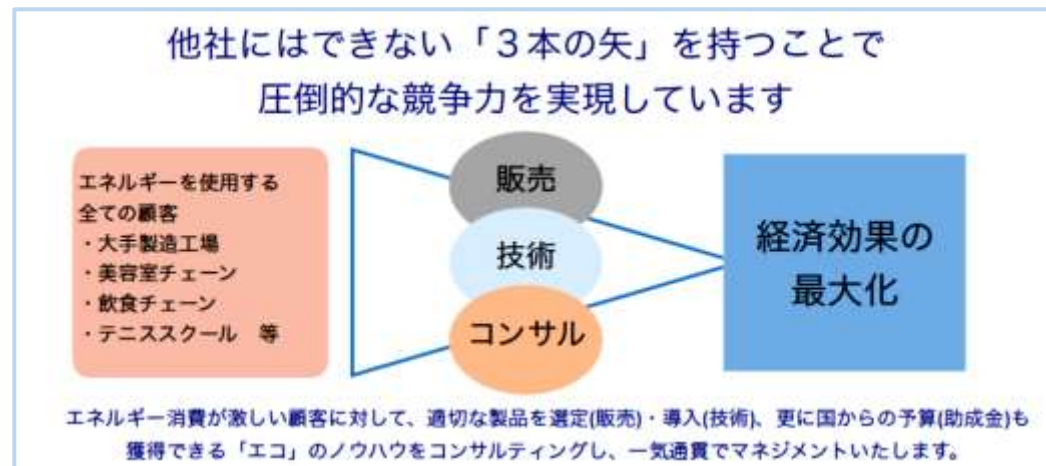 他社にはできない「３本の矢」を持つことで
圧倒的な競争力を実現しています
エネルギーを使用する
全ての顧客
・大手製造工場
・美容室チェーン
・飲食チェーン
・テニススクール　等
販売
技術
コンサル
経済効果の
最大化
エネルギー消費が激しい顧客に対して、適切な製品を選定(販売)・導入(技術)、更に国からの予算(助成金)も
獲得できる「エコ」のノウハウをコンサルティングし、一気通貫でマネジメントいたします。